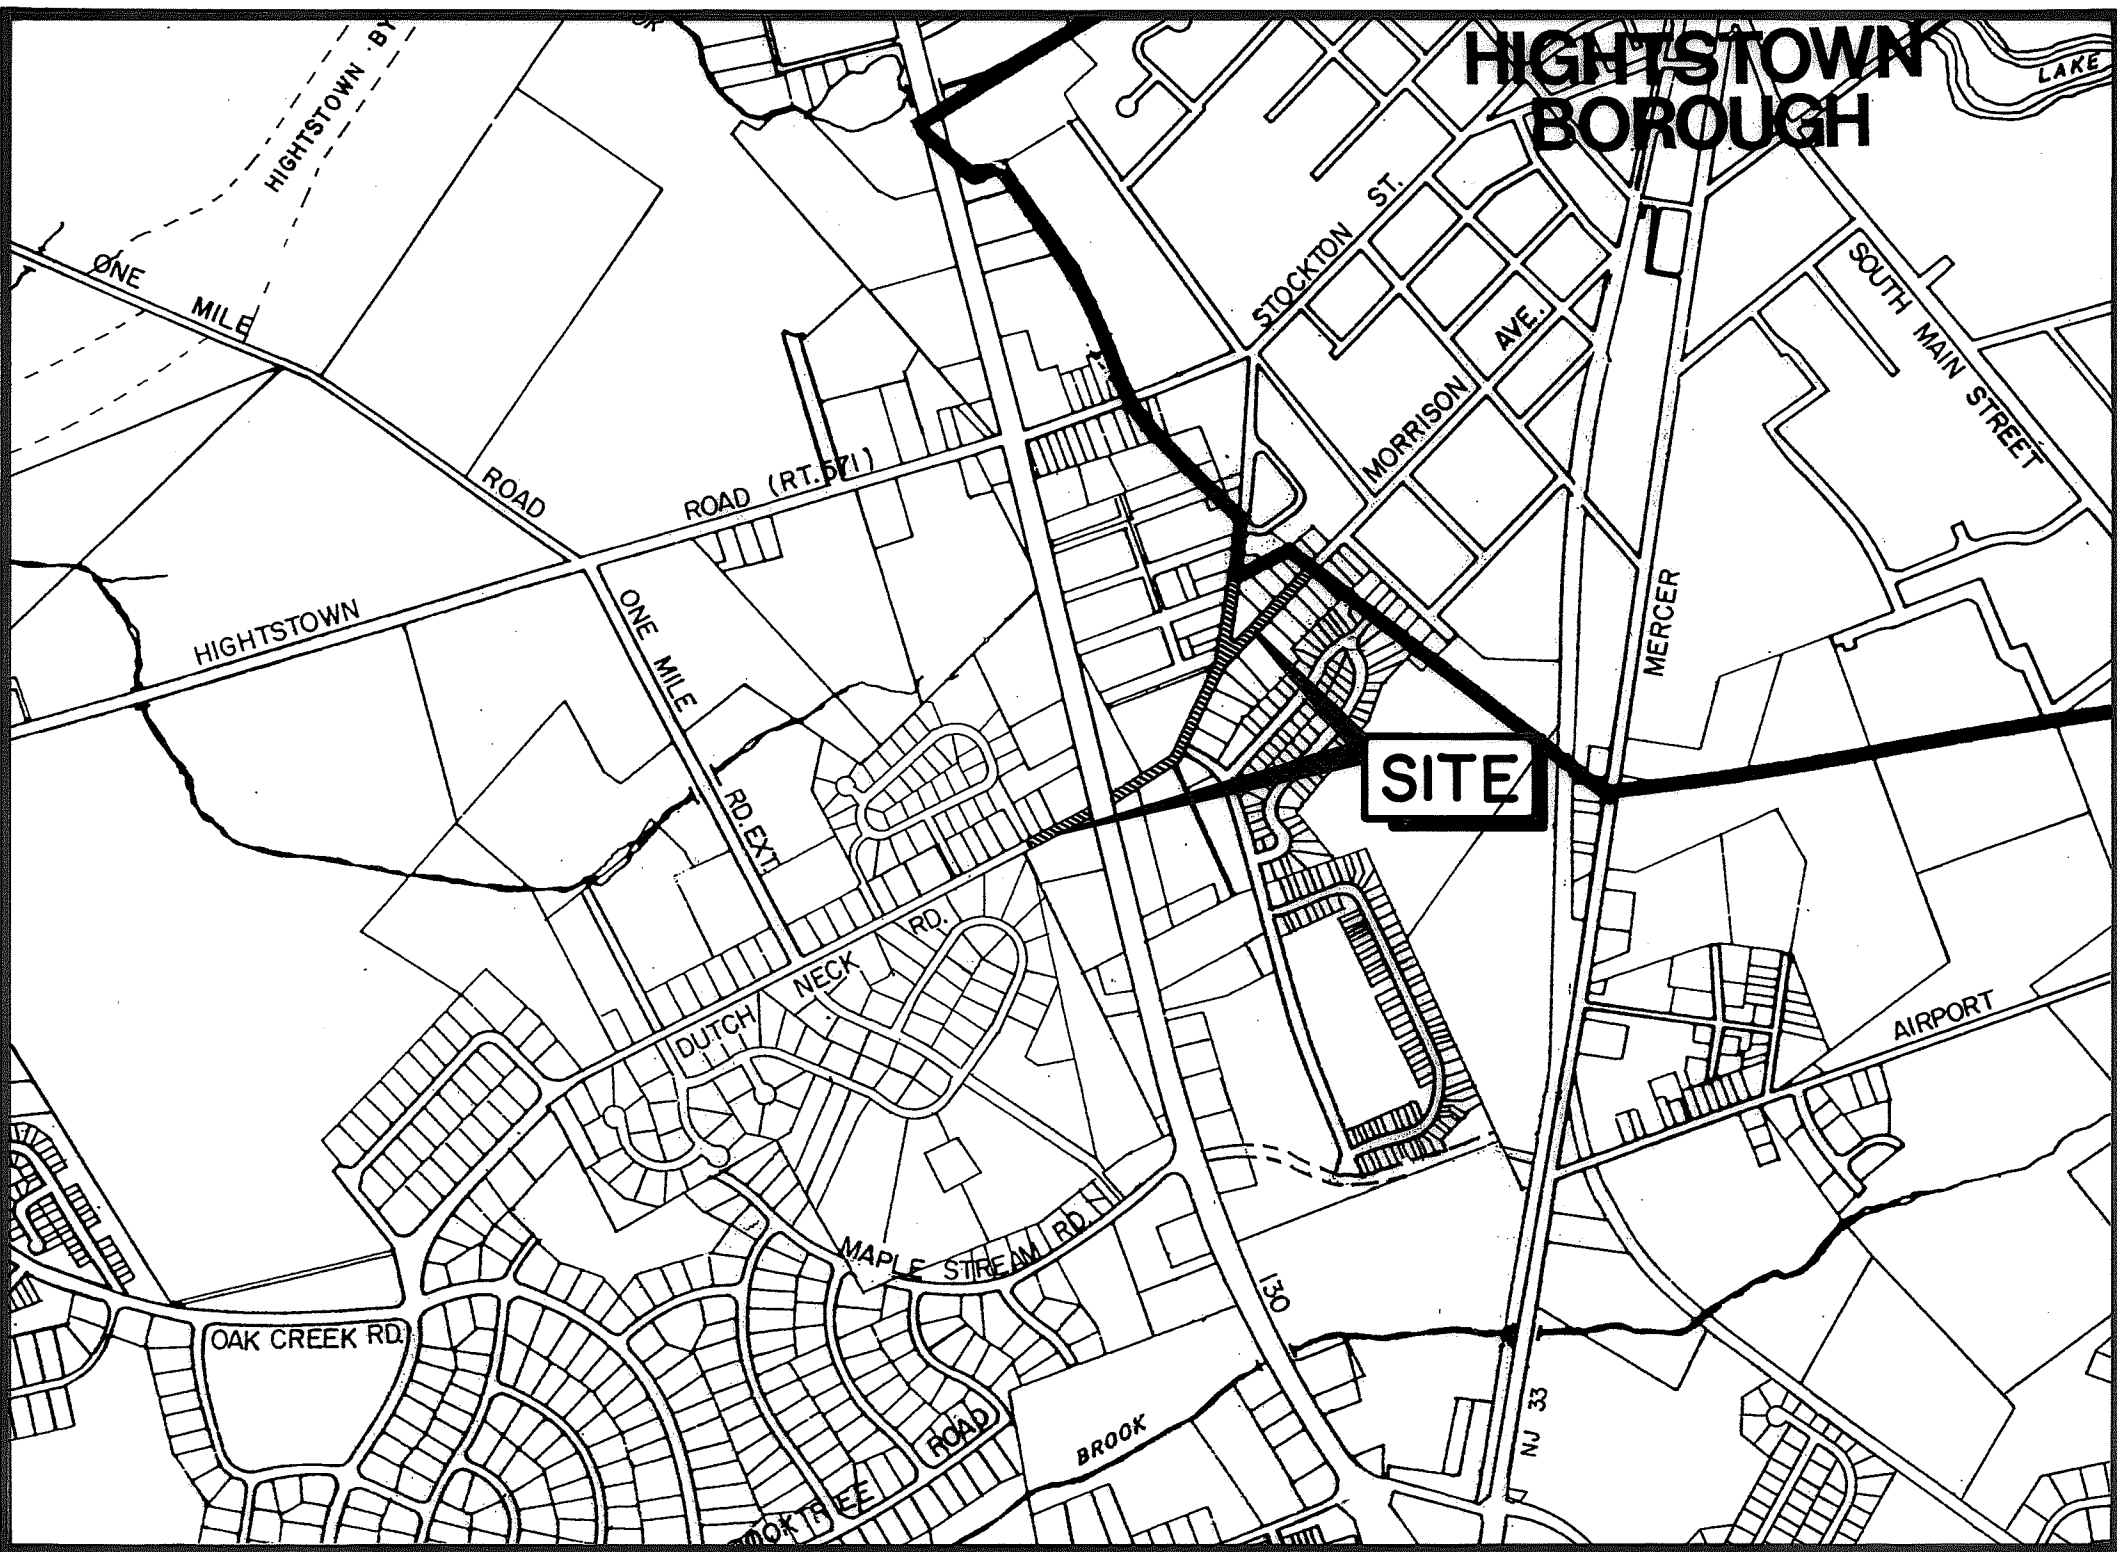 HIGHTSTOWN
BOROUGH
LAKE
HIGHTSTOWN BY
ONE MILE ROAD
STOCKTON ST.
MORRISON AVE.
SOUTH MAIN STREET
HIGHTSTOWN ROAD (RT. 571)
ONE MILE RD. EXT.
MERCER
SITE
DUTCH NECK RD.
AIRPORT
MAPLE STREAM RD.
130
OAK CREEK RD.
NJ 33
BROOK
ROAD